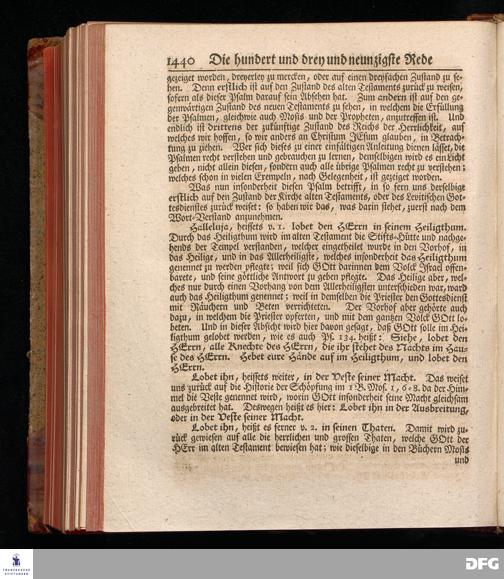 1440 Die hundert und drey und neunzigste Rede
gezeiget worden, dreyerley zu mercken, oder auf einen dreyfachen Zustand zu se-
hen. Denn erstlich ist auf den Zustand des alten Testaments zurück zu weisen,
sofern als dieser Psalm darauf sein Absehen hat. Zum andern ist auf den ge-
genwärtigen Zustand des neuen Testaments zu sehen, in welchem die Erfüllung
der Psalmen, gleichwie auch Mosis und der Propheten, anzutreffen ist. Und
endlich ist drittens der zukünftige Zustand des Reichs der Herrlichkeit, auf
welches wir hoffen, so wir anders an Christum JEsum glauben, in Betrach-
tung zu ziehen. Wer sich dieses zu einer einfältigen Anleitung dienen lässet, die
Psalmen recht verstehen und gebrauchen zu lernen, demselbigen wird es ein Licht
geben, nicht allein diesen, sondern auch alle übrige Psalmen recht zu verstehen;
welches schon in vielen Exempeln, nach Gelegenheit, ist gezeiget worden.
Was nun insonderheit diesen Psalm betrifft, in so fern uns derselbige
erstlich auf den Zustand der Kirche alten Testaments, oder des Levitischen Got-
tesdienstes zurück weiset: so haben wir das, was darin stehet, zuerst nach dem
Wort-Verstand anzunehmen.
Halleluja, heissets v. 1. lobet den HErrn in seinem Heiligthum.
Durch das Heiligthum wird im alten Testament die Stifts-Hütte und nachge-
hends der Tempel verstanden, welcher eingetheilet wurde in den Vorhof, in
das Heilige, und in das Allerheiligste, welches insonderheit das Heiligthum
genennet zu werden pflegte; weil sich GOtt darinnen dem Volck Israel offen-
barete, und seine göttliche Antwort zu geben pflegte. Das Heilige aber, wel-
ches nur durch einen Vorhang von dem Allerheiligsten unterschieden war, ward
auch das Heiligthum genennet; weil in demselben die Priester den Gottesdienst
mit Räuchern und Beten verrichteten. Der Vorhof aber gehörte auch
dazu, in welchem die Priester opferten, und mit dem gantzen Volck GOtt lo-
beten. Und in dieser Absicht wird hier davon gesagt, daß GOtt solle im Hei-
ligthum gelobet werden, wie es auch Ps. 134. heißt: Siehe, lobet den
HErrn, alle Knechte des HErrn, die ihr stehet des Nachts im Hau-
se des HErrn. Hebet eure Hände auf im Heiligthum, und lobet den
HErrn.
Lobet ihn, heissets weiter, in der Veste seiner Macht. Das weiset
uns zurück auf die Historie der Schöpfung im 1 B. Mos. 1, 6-8. da der Him-
mel die Veste genennet wird, worin GOtt insonderheit seine Macht gleichsam
ausgebreitet hat. Deswegen heißt es hier: Lobet ihn in der Ausbreitung,
oder in der Veste seiner Macht.
Lobet ihn, heißt es ferner v. 2. in seinen Thaten. Damit wird zu-
rück gewiesen auf alle die herrlichen und grossen Thaten, welche GOtt der
HErr im alten Testament bewiesen hat; wie dieselbige in den Büchern Mosis
und
FRANCKESCHE
STIFTUNGEN
DFG